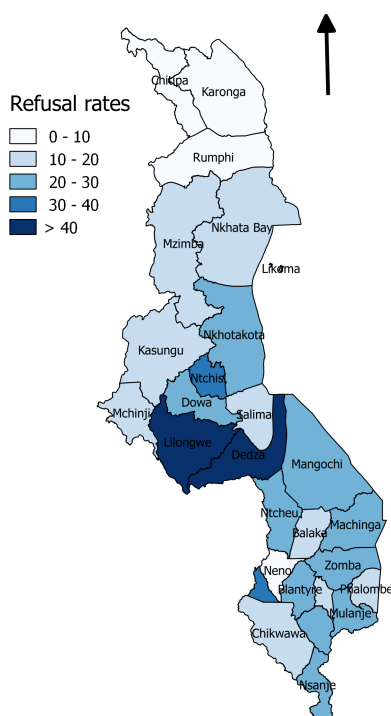 Refusal rates
0 - 10
10 - 20
20 - 30
30 - 40
> 40
Chitipa
Karonga
Rumphi
Nkhata Bay
Mzimba
Likoma
Nkhotakota
Kasungu
Ntchisi
Dowa
Mchinji
Salima
Lilongwe
Dedza
Mangochi
Ntcheu
Machinga
Balaka
Zomba
Neno
Blantyre
Phalombe
Mulanje
Chikwawa
Nsanje